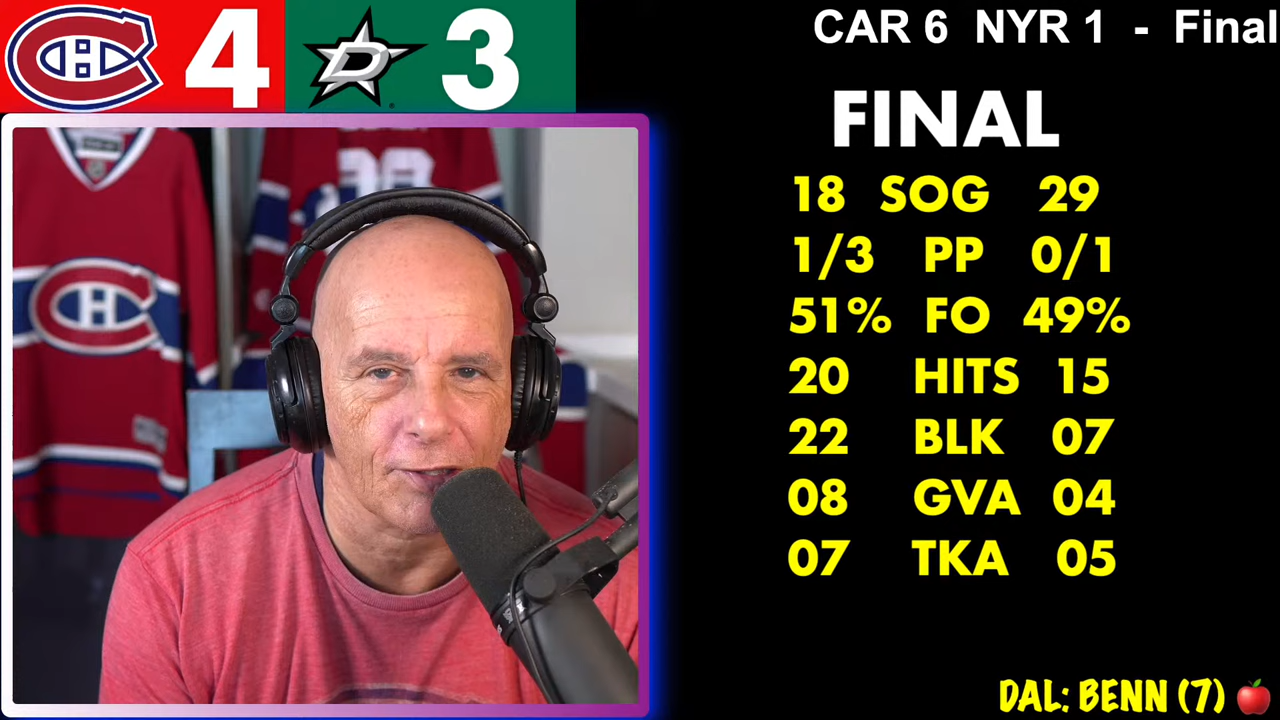 4 3
CAR 6 NYR 1 - Final
FINAL
18 SOG 29
1/3 PP 0/1
51% FO 49%
20 HITS 15
22 BLK 07
08 GVA 04
07 TKA 05
DAL: BENN (7)